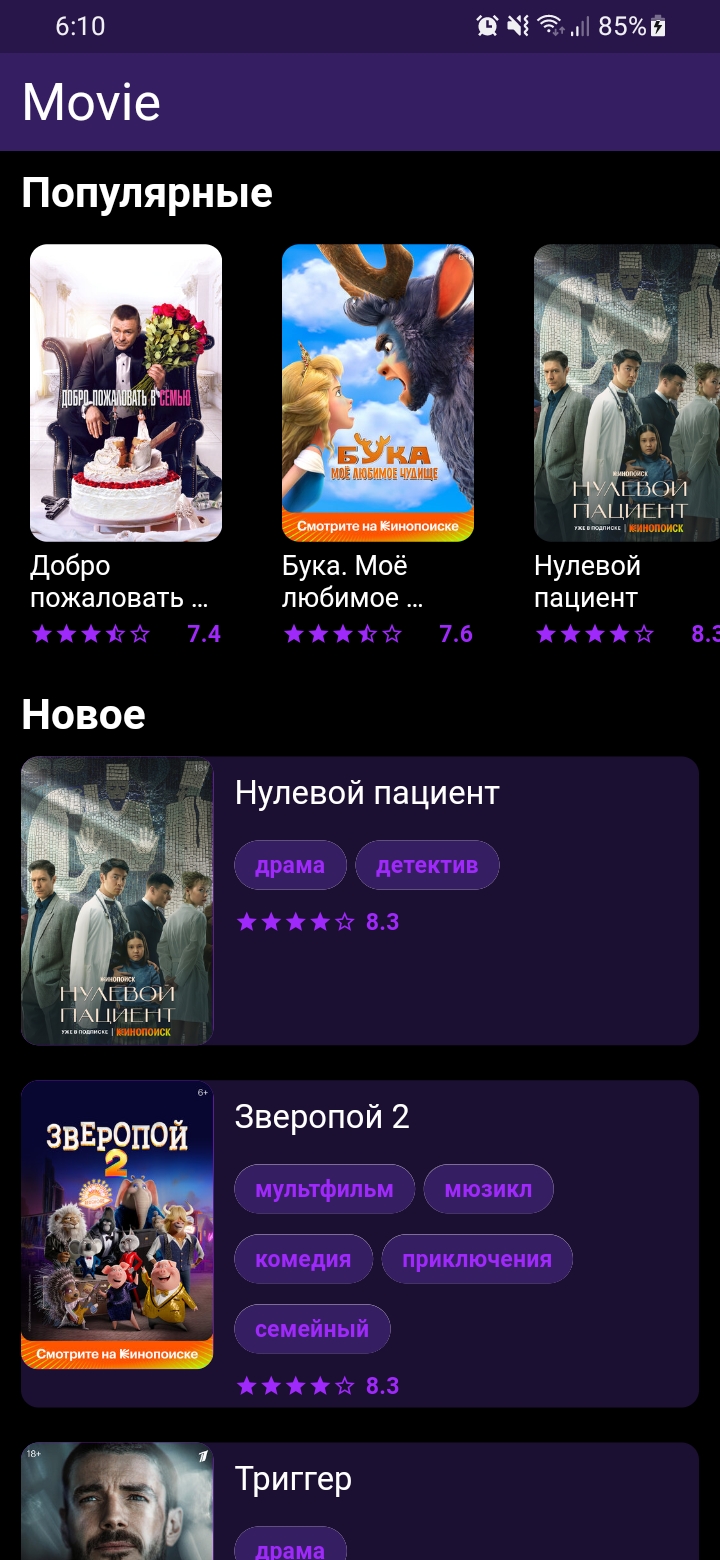 6:10
85%
Movie
Популярные
6+
18+
ДОБРО ПОЖАЛОВАТЬ В СЕМЬЮ
БУКА
МОЁ ЛЮБИМОЕ ЧУДИЩЕ
Смотрите на Кинопоиске
КИНОПОИСК
НУЛЕВОЙ
ПАЦИЕНТ
УЖЕ В ПОДПИСКЕ | КИНОПОИСК
Добро
пожаловать ...
Бука. Моё
любимое ...
Нулевой
пациент
7.4
7.6
8.3
Новое
18+
КИНОПОИСК
НУЛЕВОЙ
ПАЦИЕНТ
УЖЕ В ПОДПИСКЕ | КИНОПОИСК
Нулевой пациент
драма
детектив
8.3
6+
ЗВЕРОПОЙ
2
Смотрите на Кинопоиске
Зверопой 2
мультфильм
мюзикл
комедия
приключения
семейный
8.3
18+
Триггер
драма